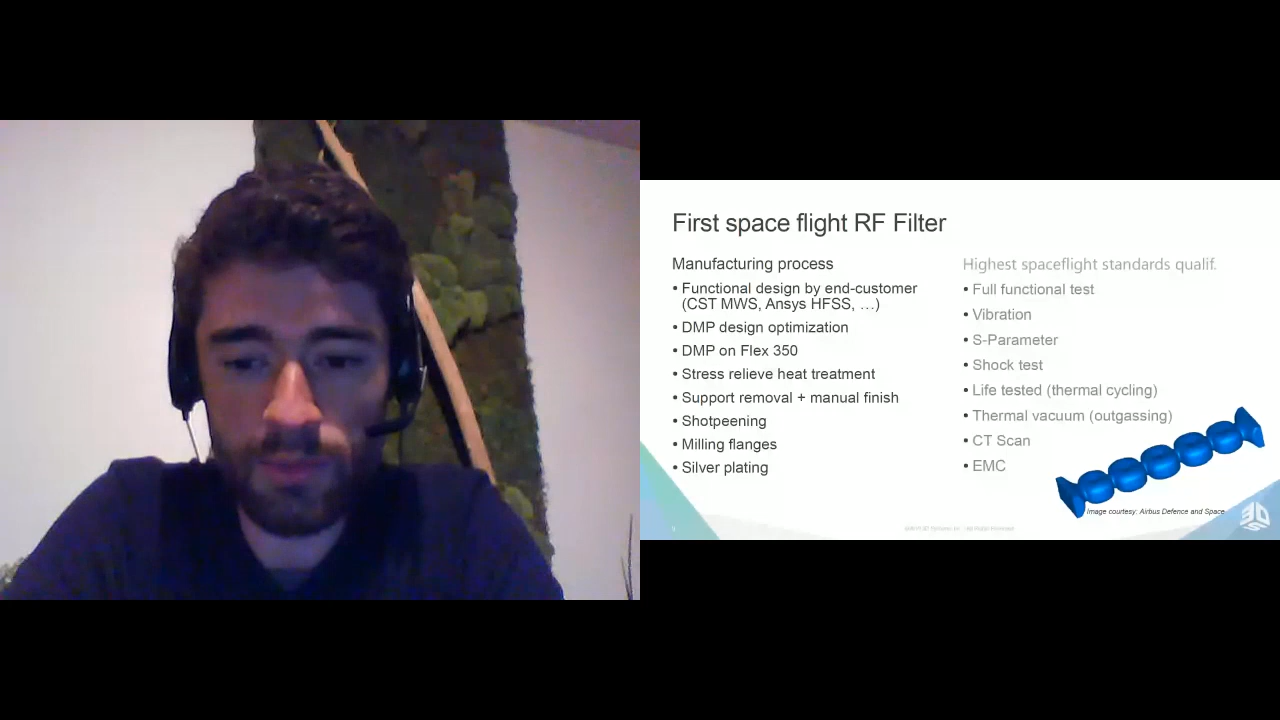 First space flight RF Filter
Manufacturing process
• Functional design by end-customer
(CST MWS, Ansys HFSS, …)
• DMP design optimization
• DMP on Flex 350
• Stress relieve heat treatment
• Support removal + manual finish
• Shotpeening
• Milling flanges
• Silver plating
Highest spaceflight standards qualif.
• Full functional test
• Vibration
• S-Parameter
• Shock test
• Life tested (thermal cycling)
• Thermal vacuum (outgassing)
• CT Scan
• EMC
Image courtesy: Airbus Defence and Space